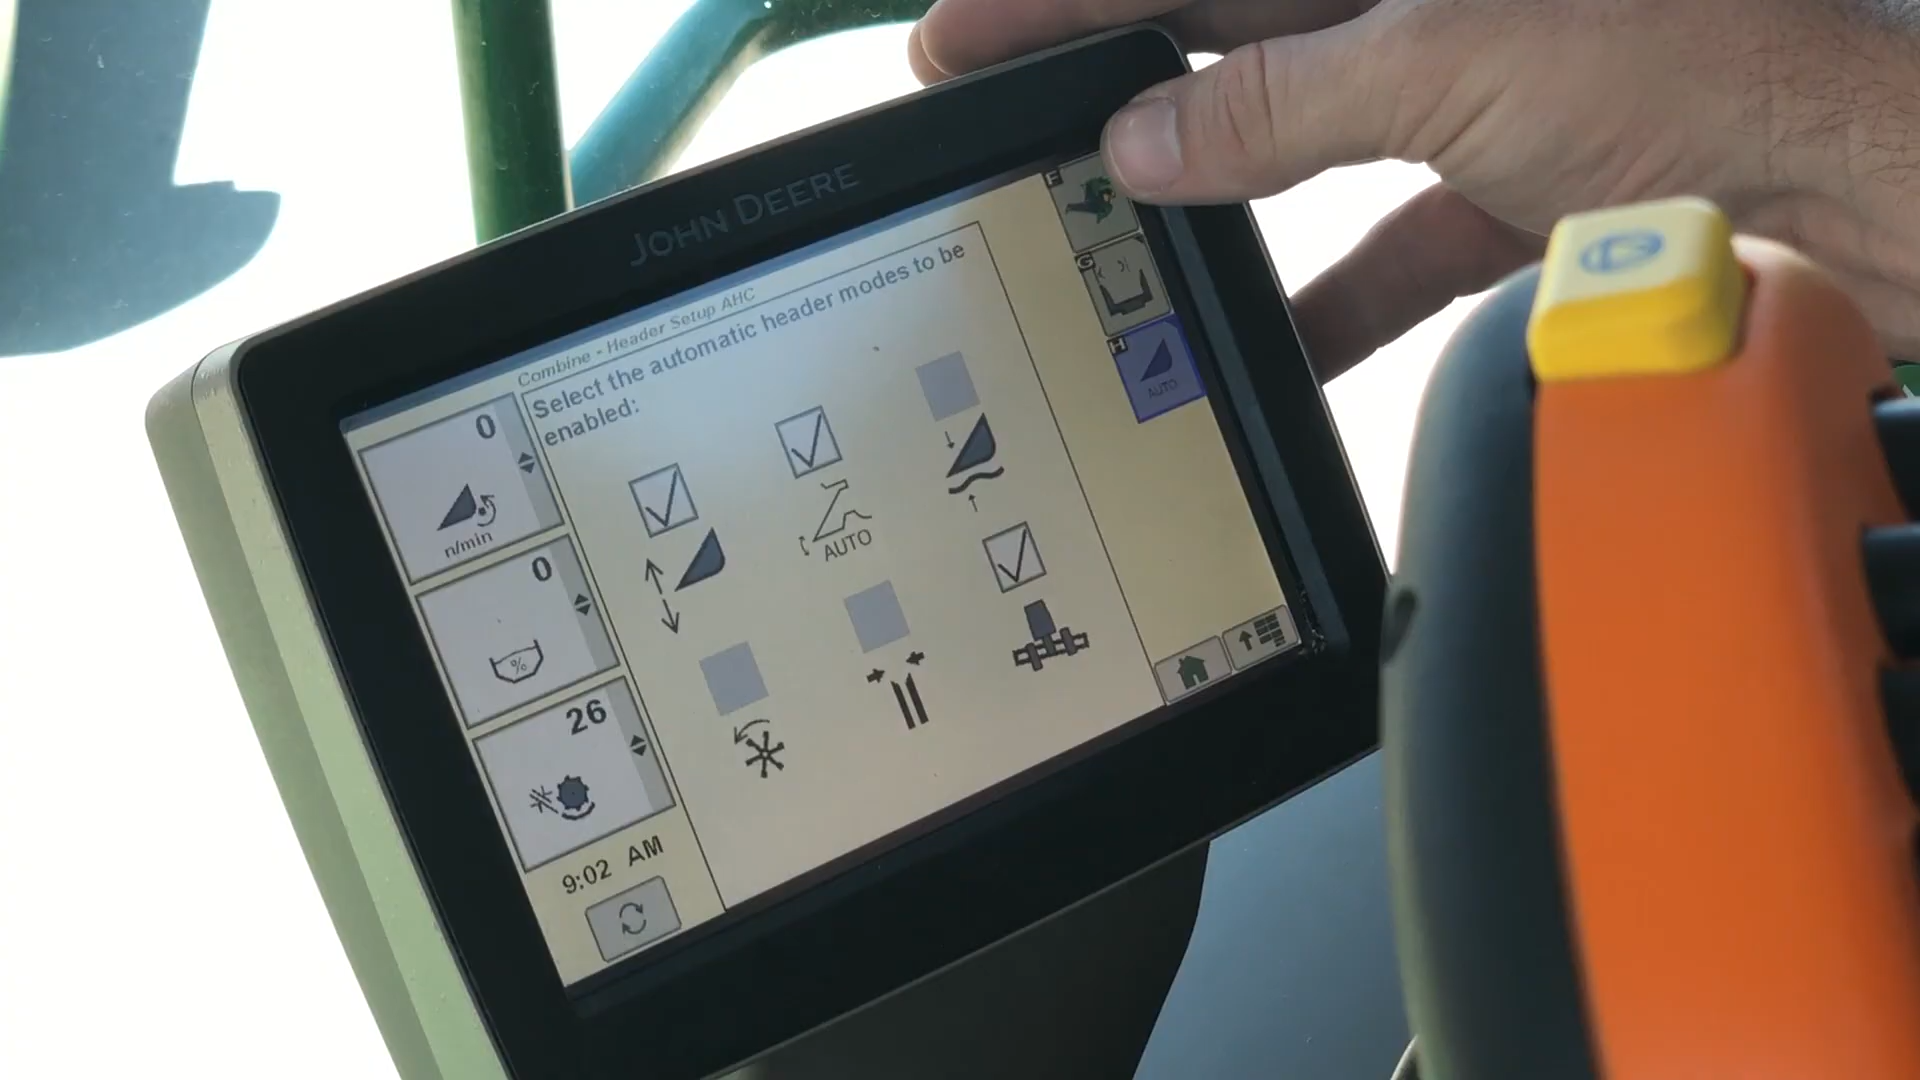 JOHN DEERE
Combine - Header Setup AHC
Select the automatic header modes to be
enabled:
0
n/min
0
%
26
9:02 AM
AUTO
F
G
H
AUTO